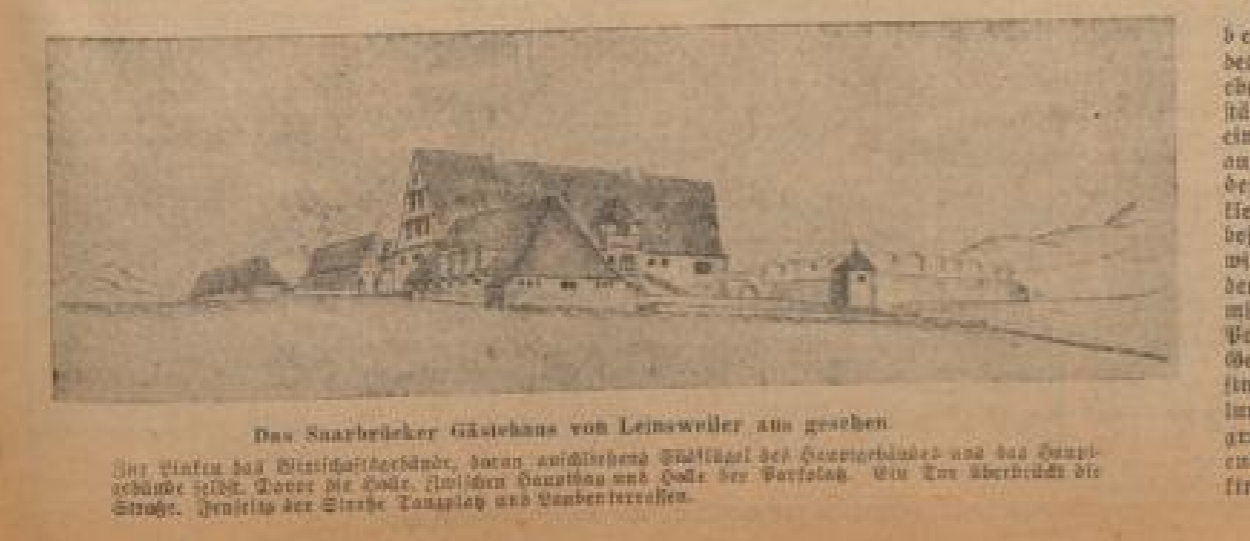 Das Saarbrücker Gästehaus von Leinsweiler aus gesehen
Zur Linken das Wirtschaftsgebäude, daran anschließend Südflügel des Hauptgebäudes und das Haupt-
gebäude selbst. Davor die Halle, zwischen Hauptbau und Halle der Parkplatz. Ein Tor überbrückt die
Straße. Jenseits der Straße Tanzplatz und Laubenterrassen.